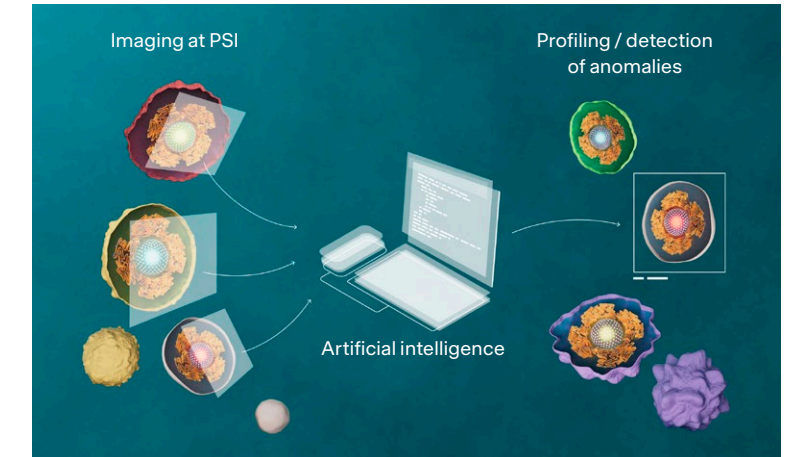 Imaging at PSI
Profiling / detection
of anomalies
Artificial intelligence